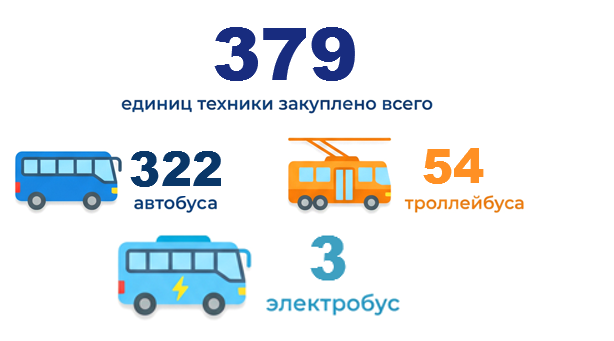 379
единиц техники закуплено всего
322
автобуса
54
троллейбуса
3
электробус